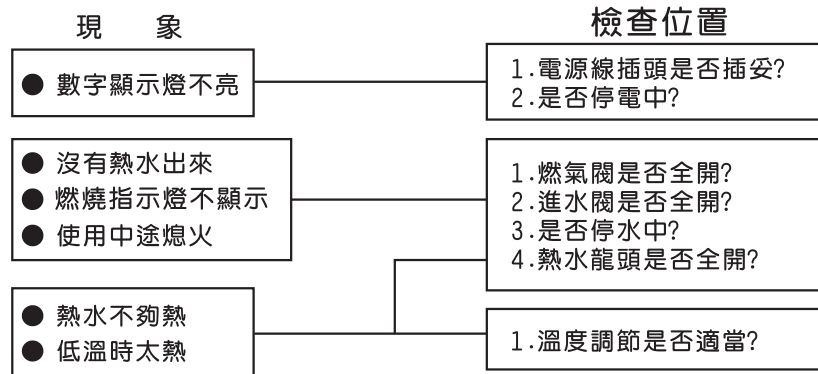 現象
檢查位置
● 數字顯示燈不亮
1.電源線插頭是否插妥?
2.是否停電中?
● 沒有熱水出來
● 燃燒指示燈不顯示
● 使用中途熄火
1.燃氣閥是否全開?
2.進水閥是否全開?
3.是否停水中?
4.熱水龍頭是否全開?
● 熱水不夠熱
● 低溫時太熱
1.溫度調節是否適當?